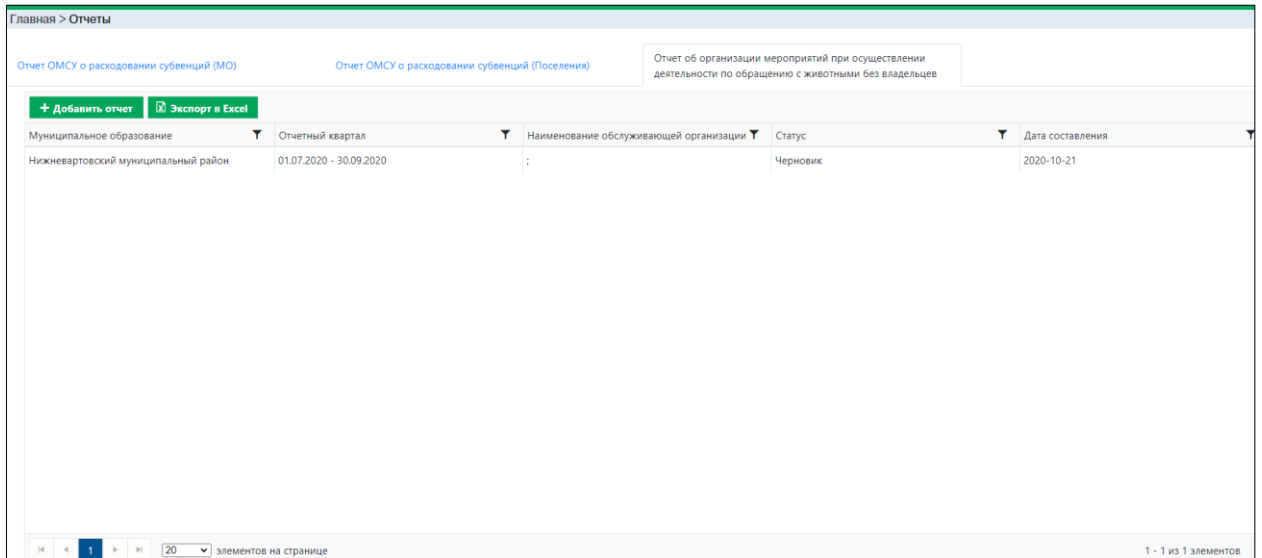 Главная > Отчеты
Отчет ОМСУ о расходовании субвенций (МО)
Отчет ОМСУ о расходовании субвенций (Поселения)
Отчет об организации мероприятий при осуществлении
деятельности по обращению с животными без владельцев
+ Добавить отчет
Экспорт в Excel
Муниципальное образование
Отчетный квартал
Наименование обслуживающей организации
Статус
Дата составления
Нижневартовский муниципальный район
01.07.2020 - 30.09.2020
;
Черновик
2020-10-21
1
20
элементов на странице
1 - 1 из 1 элементов